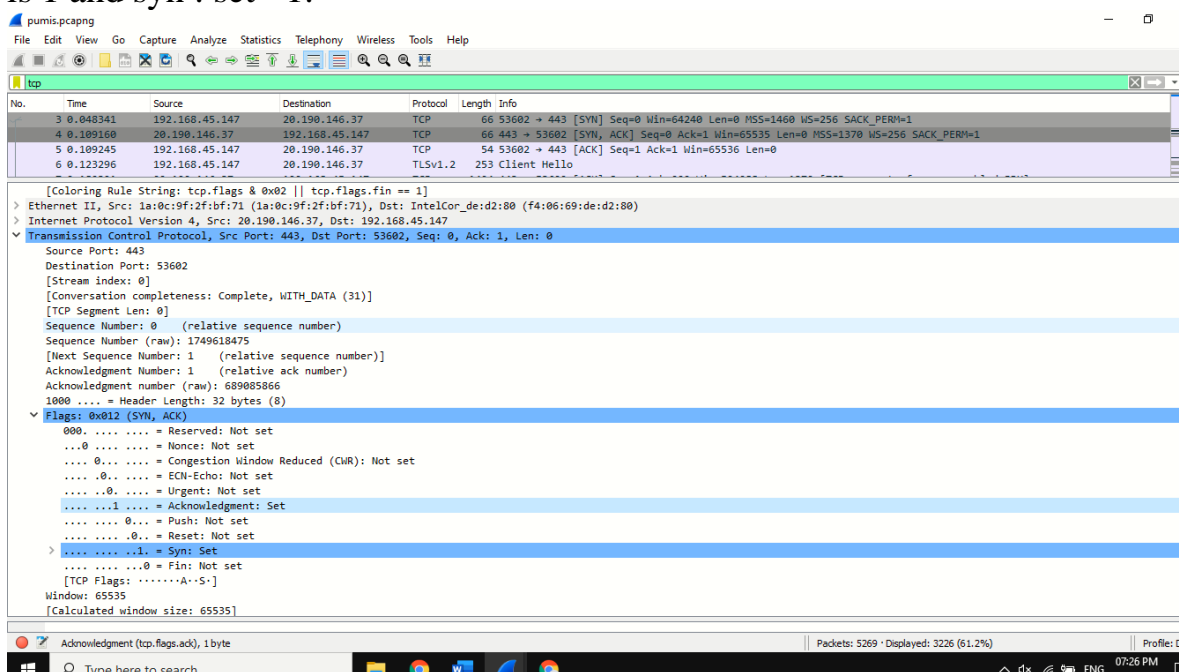 is 1 and syn : set - 1.
pumis.pcapng
File Edit View Go Capture Analyze Statistics Telephony Wireless Tools Help
tcp
No. Time Source Destination Protocol Length Info
3 0.048341 192.168.45.147 20.190.146.37 TCP 66 53602 → 443 [SYN] Seq=0 Win=64240 Len=0 MSS=1460 WS=256 SACK_PERM=1
4 0.109160 20.190.146.37 192.168.45.147 TCP 66 443 → 53602 [SYN, ACK] Seq=0 Ack=1 Win=65535 Len=0 MSS=1370 WS=256 SACK_PERM=1
5 0.109245 192.168.45.147 20.190.146.37 TCP 54 53602 → 443 [ACK] Seq=1 Ack=1 Win=65536 Len=0
6 0.123296 192.168.45.147 20.190.146.37 TLSv1.2 253 Client Hello
[Coloring Rule String: tcp.flags & 0x02 || tcp.flags.fin == 1]
> Ethernet II, Src: 1a:0c:9f:2f:bf:71 (1a:0c:9f:2f:bf:71), Dst: IntelCor_de:d2:80 (f4:06:69:de:d2:80)
> Internet Protocol Version 4, Src: 20.190.146.37, Dst: 192.168.45.147
Transmission Control Protocol, Src Port: 443, Dst Port: 53602, Seq: 0, Ack: 1, Len: 0
Source Port: 443
Destination Port: 53602
[Stream index: 0]
[Conversation completeness: Complete, WITH_DATA (31)]
[TCP Segment Len: 0]
Sequence Number: 0 (relative sequence number)
Sequence Number (raw): 1749618475
[Next Sequence Number: 1 (relative sequence number)]
Acknowledgment Number: 1 (relative ack number)
Acknowledgment number (raw): 689085866
1000 .... = Header Length: 32 bytes (8)
Flags: 0x012 (SYN, ACK)
000. .... .... = Reserved: Not set
...0 .... .... = Nonce: Not set
.... 0... .... = Congestion Window Reduced (CWR): Not set
.... .0.. .... = ECN-Echo: Not set
.... ..0. .... = Urgent: Not set
.... ...1 .... = Acknowledgment: Set
.... .... 0... = Push: Not set
.... .... .0.. = Reset: Not set
> .... .... ..1. = Syn: Set
.... .... ...0 = Fin: Not set
[TCP Flags: ·······A··S·]
Window: 65535
[Calculated window size: 65535]
Acknowledgment (tcp.flags.ack), 1 byte Packets: 5269 · Displayed: 3226 (61.2%) Profile: D
Type here to search ENG 07:26 PM